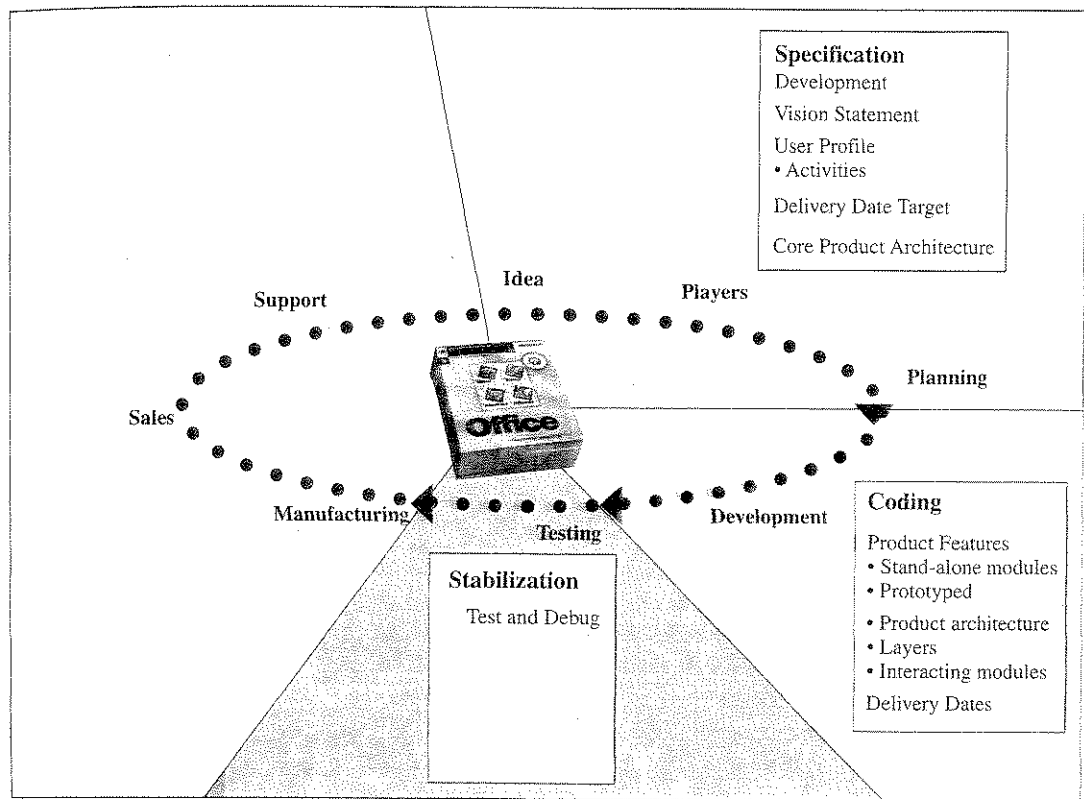 Specification
Development
Vision Statement
User Profile
• Activities
Delivery Date Target
Core Product Architecture
Idea
Players
Support
Planning
Sales
Office
Manufacturing
Testing
Development
Coding
Product Features
• Stand-alone modules
• Prototyped
• Product architecture
• Layers
• Interacting modules
Delivery Dates
Stabilization
Test and Debug